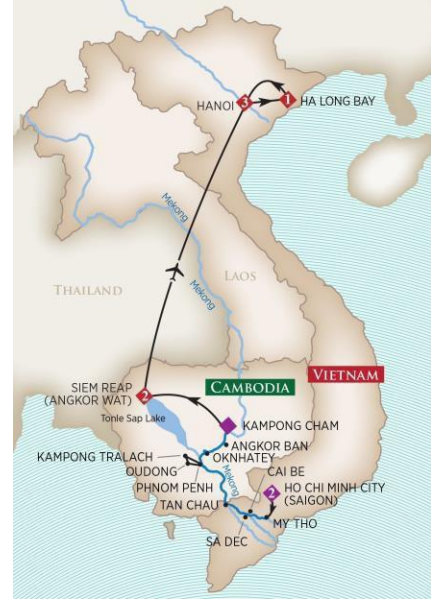 HANOI
3
1
HA LONG BAY
Mekong
Mekong
LAOS
THAILAND
VIETNAM
CAMBODIA
SIEM REAP
(ANGKOR WAT)
2
Tonle Sap Lake
KAMPONG CHAM
ANGKOR BAN
KAMPONG TRALACH
OKNHATEY
OUDONG
PHNOM PENH
Mekong
CAI BE
TAN CHAU
2
HO CHI MINH CITY
(SAIGON)
MY THO
SA DEC